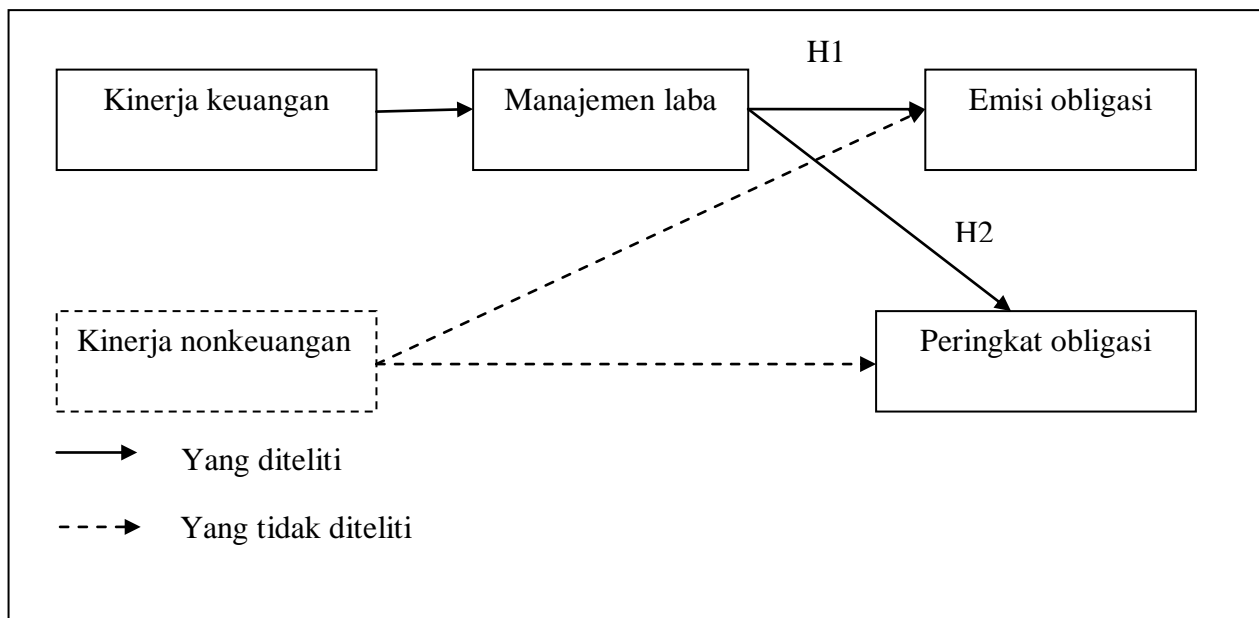 H1
Kinerja keuangan
Manajemen laba
Emisi obligasi
H2
Kinerja nonkeuangan
Peringkat obligasi
Yang diteliti
Yang tidak diteliti